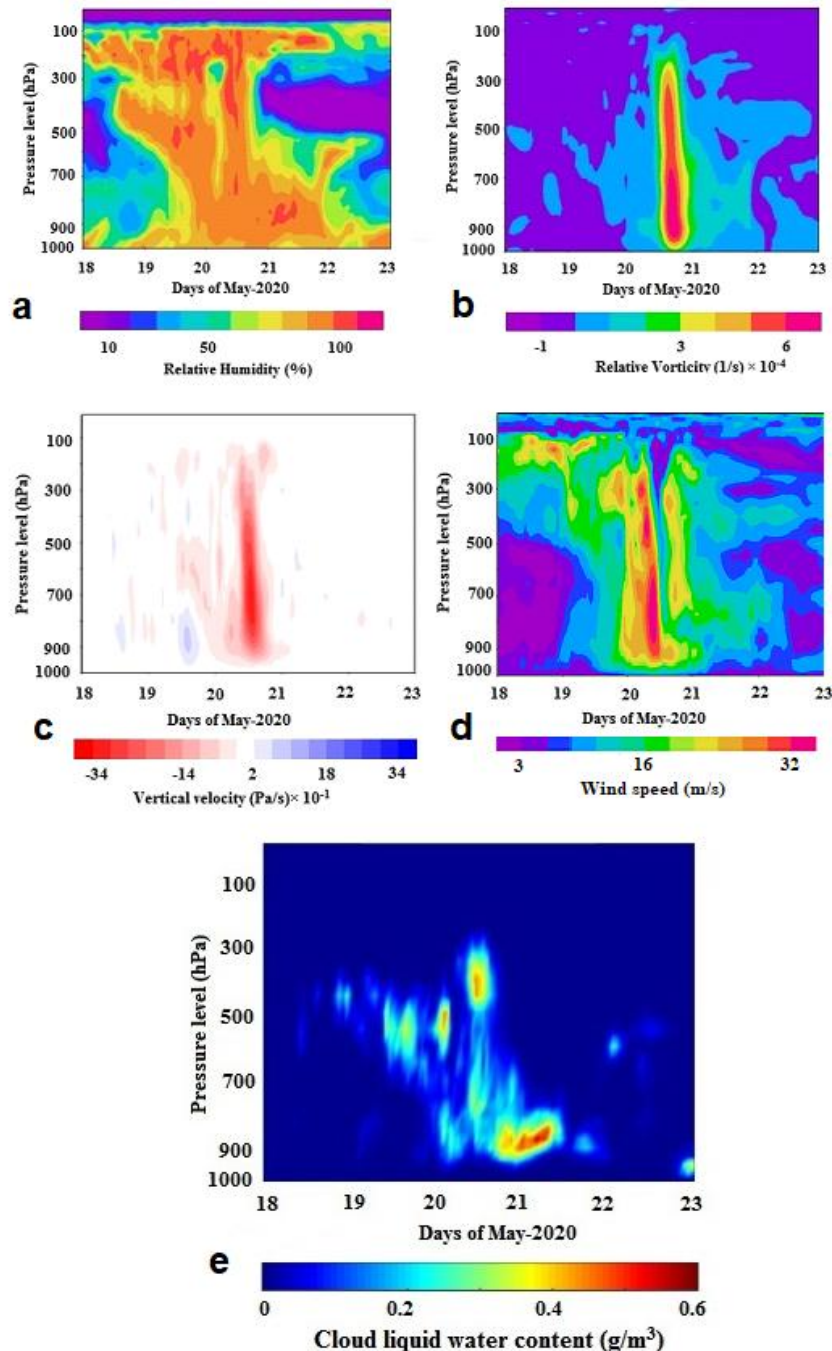 100
300
500
700
900
1000
Pressure level (hPa)
18 19 20 21 22 23
Days of May-2020
a
10 50 100
Relative Humidity (%)
100
300
500
700
900
1000
Pressure level (hPa)
18 19 20 21 22 23
Days of May-2020
b
-1 3 6
Relative Vorticity (1/s) × 10⁻⁴
100
300
500
700
900
1000
Pressure level (hPa)
18 19 20 21 22 23
Days of May-2020
c
-34 -14 2 18 34
Vertical velocity (Pa/s)× 10⁻¹
100
300
500
700
900
1000
Pressure level (hPa)
18 19 20 21 22 23
Days of May-2020
d
3 16 32
Wind speed (m/s)
100
300
500
700
900
1000
Pressure level (hPa)
18 19 20 21 22 23
Days of May-2020
e
0 0.2 0.4 0.6
Cloud liquid water content (g/m³)